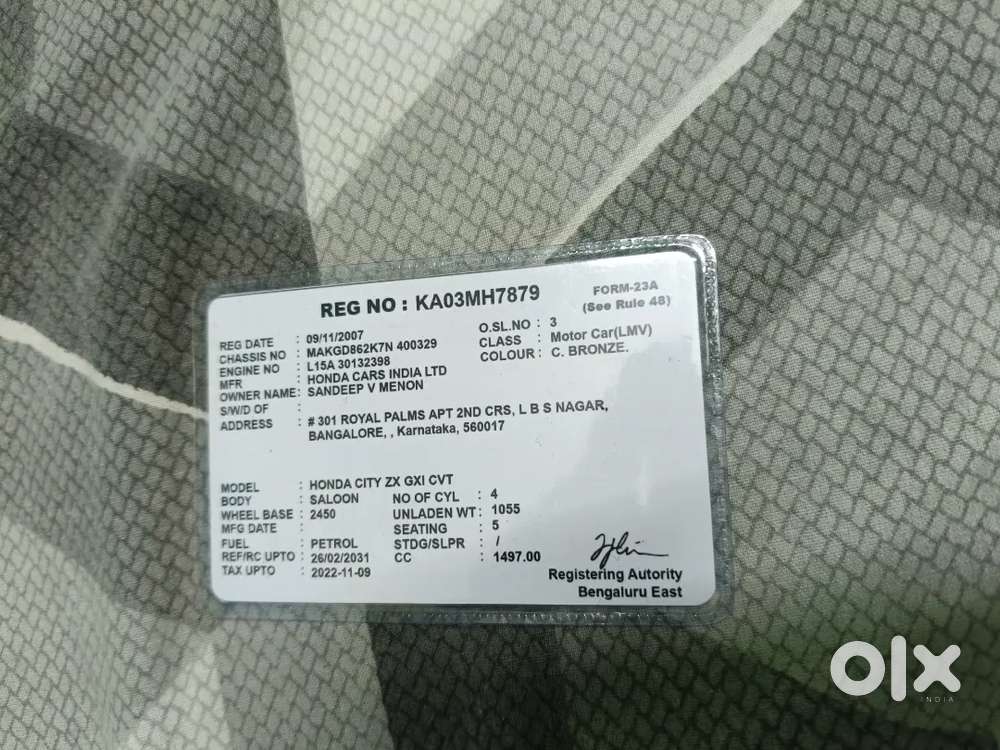 REG NO : KA03MH7879
FORM-23A
(See Rule 48)
REG DATE : 09/11/2007
O.SL.NO : 3
CHASSIS NO : MAKGD862K7N 400329
CLASS : Motor Car(LMV)
ENGINE NO : L15A 30132398
COLOUR : C. BRONZE.
MFR : HONDA CARS INDIA LTD
OWNER NAME: SANDEEP V MENON
S/W/D OF :
ADDRESS : # 301 ROYAL PALMS APT 2ND CRS, L B S NAGAR,
BANGALORE, , Karnataka, 560017
MODEL : HONDA CITY ZX GXI CVT
BODY : SALOON NO OF CYL : 4
WHEEL BASE : 2450 UNLADEN WT: 1055
MFG DATE : SEATING : 5
FUEL : PETROL STDG/SLPR : /
REF/RC UPTO : 26/02/2031 CC : 1497.00
TAX UPTO : 2022-11-09
Registering Autority
Bengaluru East
olx
INDIA